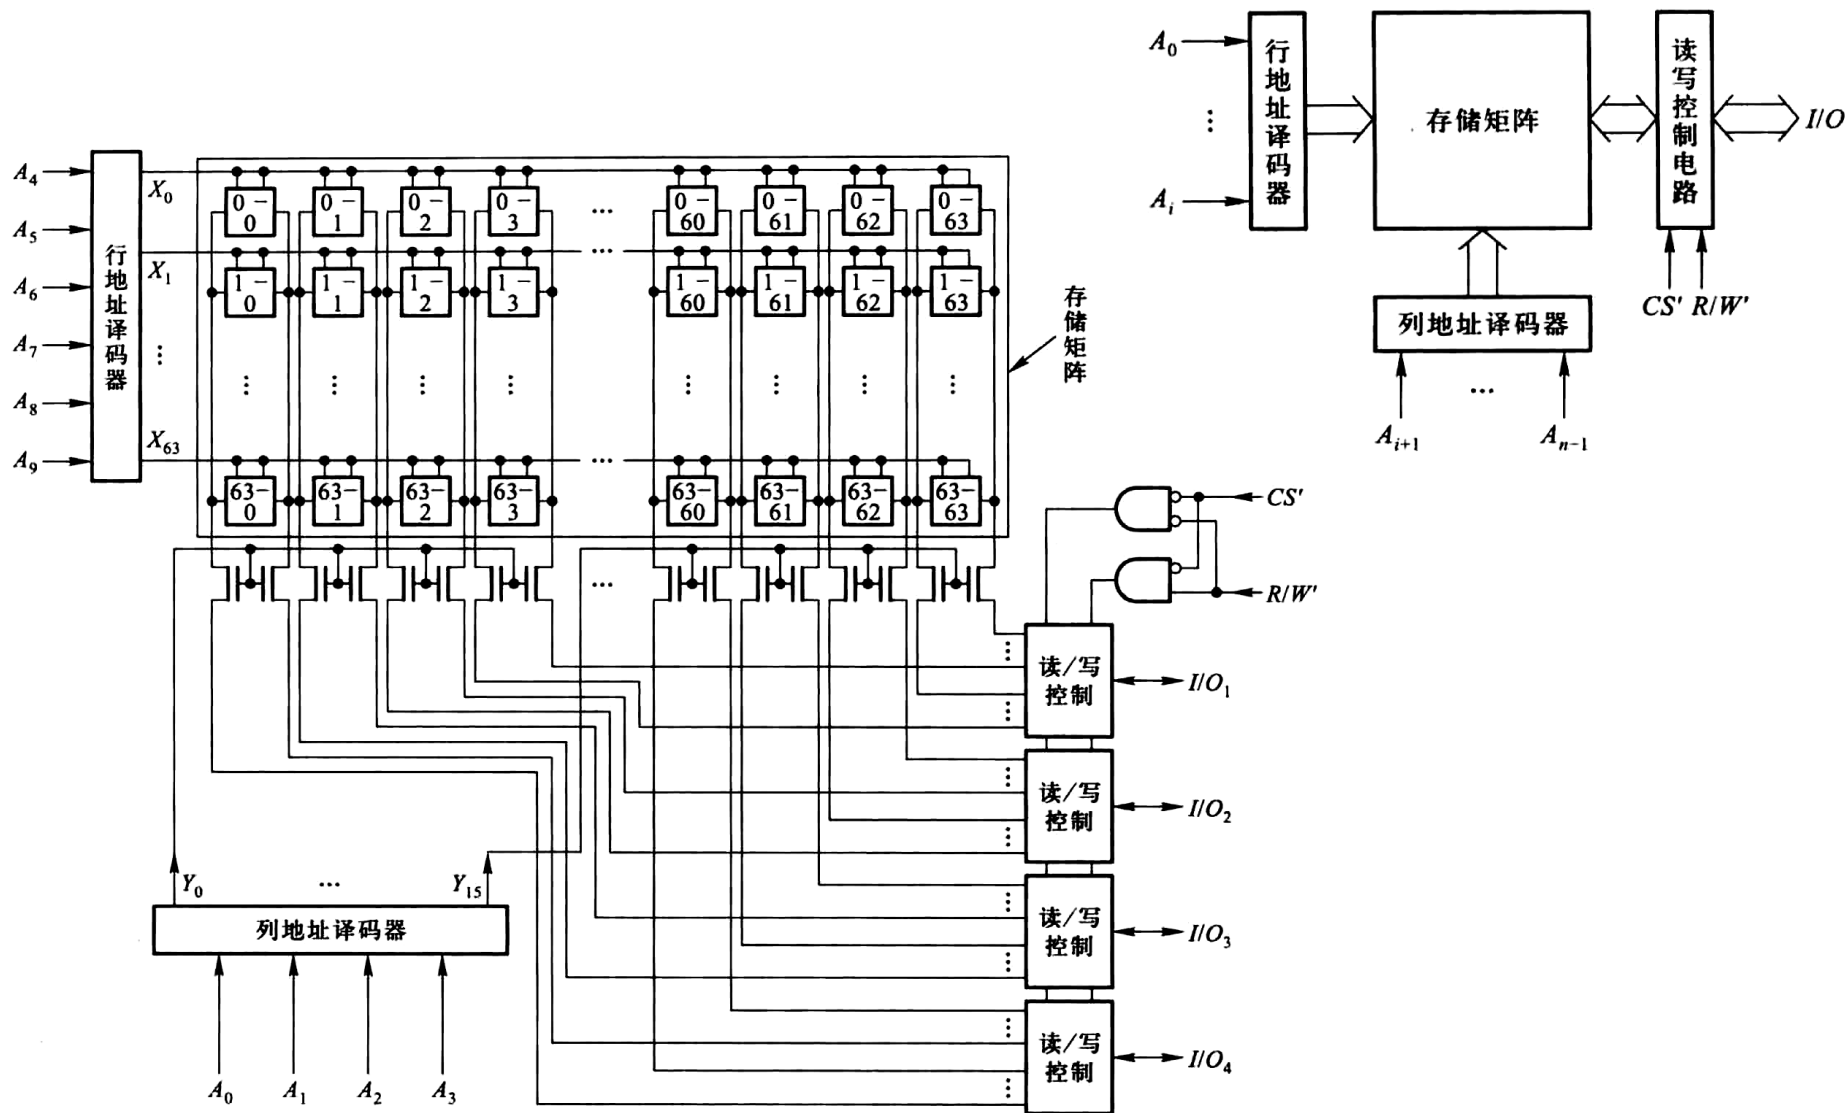 A0
行地址译码器
⋮
Ai
存储矩阵
读写控制电路
I/O
CS' R/W'
列地址译码器
...
Ai+1
An-1
A4
A5
A6
A7
A8
A9
行地址译码器
X0
X1
⋮
X63
0-0 0-1 0-2 0-3 ... 0-60 0-61 0-62 0-63
...
1-0 1-1 1-2 1-3 1-60 1-61 1-62 1-63
⋮ ⋮ ⋮ ⋮ ⋮ ⋮ ⋮ ⋮
...
63-0 63-1 63-2 63-3 63-60 63-61 63-62 63-63
存储矩阵
...
CS'
R/W'
读/写控制
I/O1
读/写控制
I/O2
读/写控制
I/O3
读/写控制
I/O4
Y0 ... Y15
列地址译码器
A0 A1 A2 A3